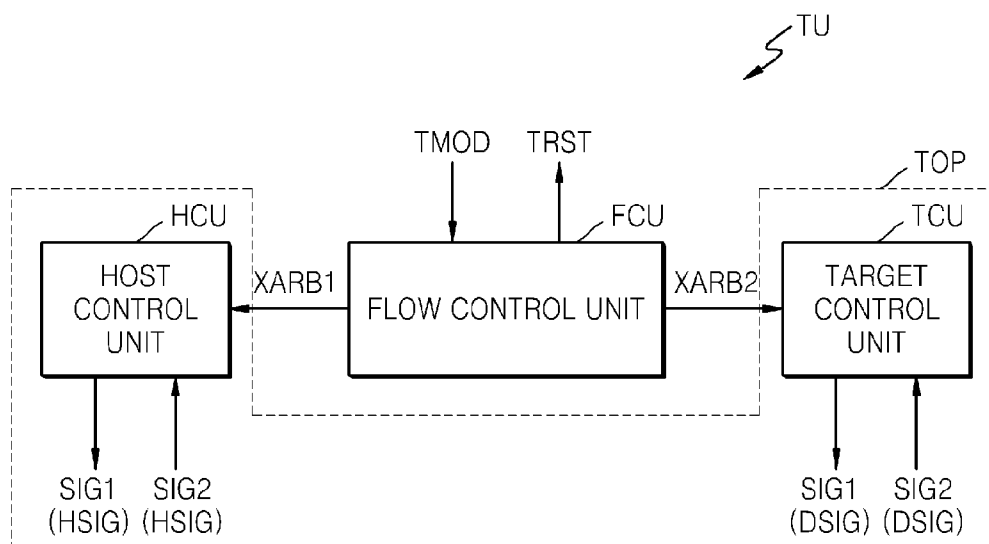 TU
TMOD
TRST
TOP
HCU
FCU
TCU
HOST
CONTROL
UNIT
XARB1
FLOW CONTROL UNIT
XARB2
TARGET
CONTROL
UNIT
SIG1
(HSIG)
SIG2
(HSIG)
SIG1
(DSIG)
SIG2
(DSIG)